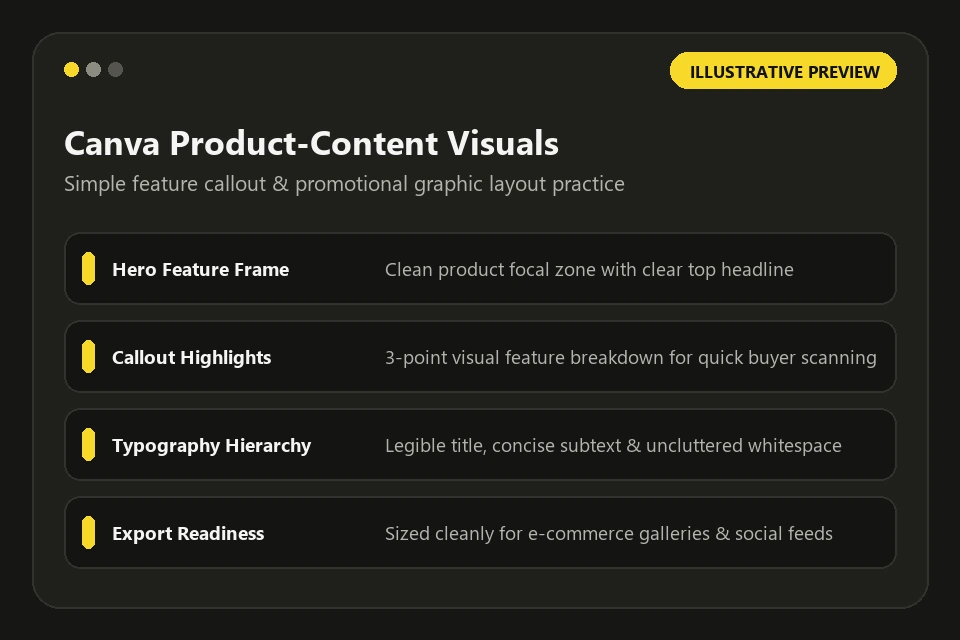 ILLUSTRATIVE PREVIEW
Canva Product-Content Visuals
Simple feature callout & promotional graphic layout practice
Hero Feature Frame Clean product focal zone with clear top headline
Callout Highlights 3-point visual feature breakdown for quick buyer scanning
Typography Hierarchy Legible title, concise subtext & uncluttered whitespace
Export Readiness Sized cleanly for e-commerce galleries & social feeds